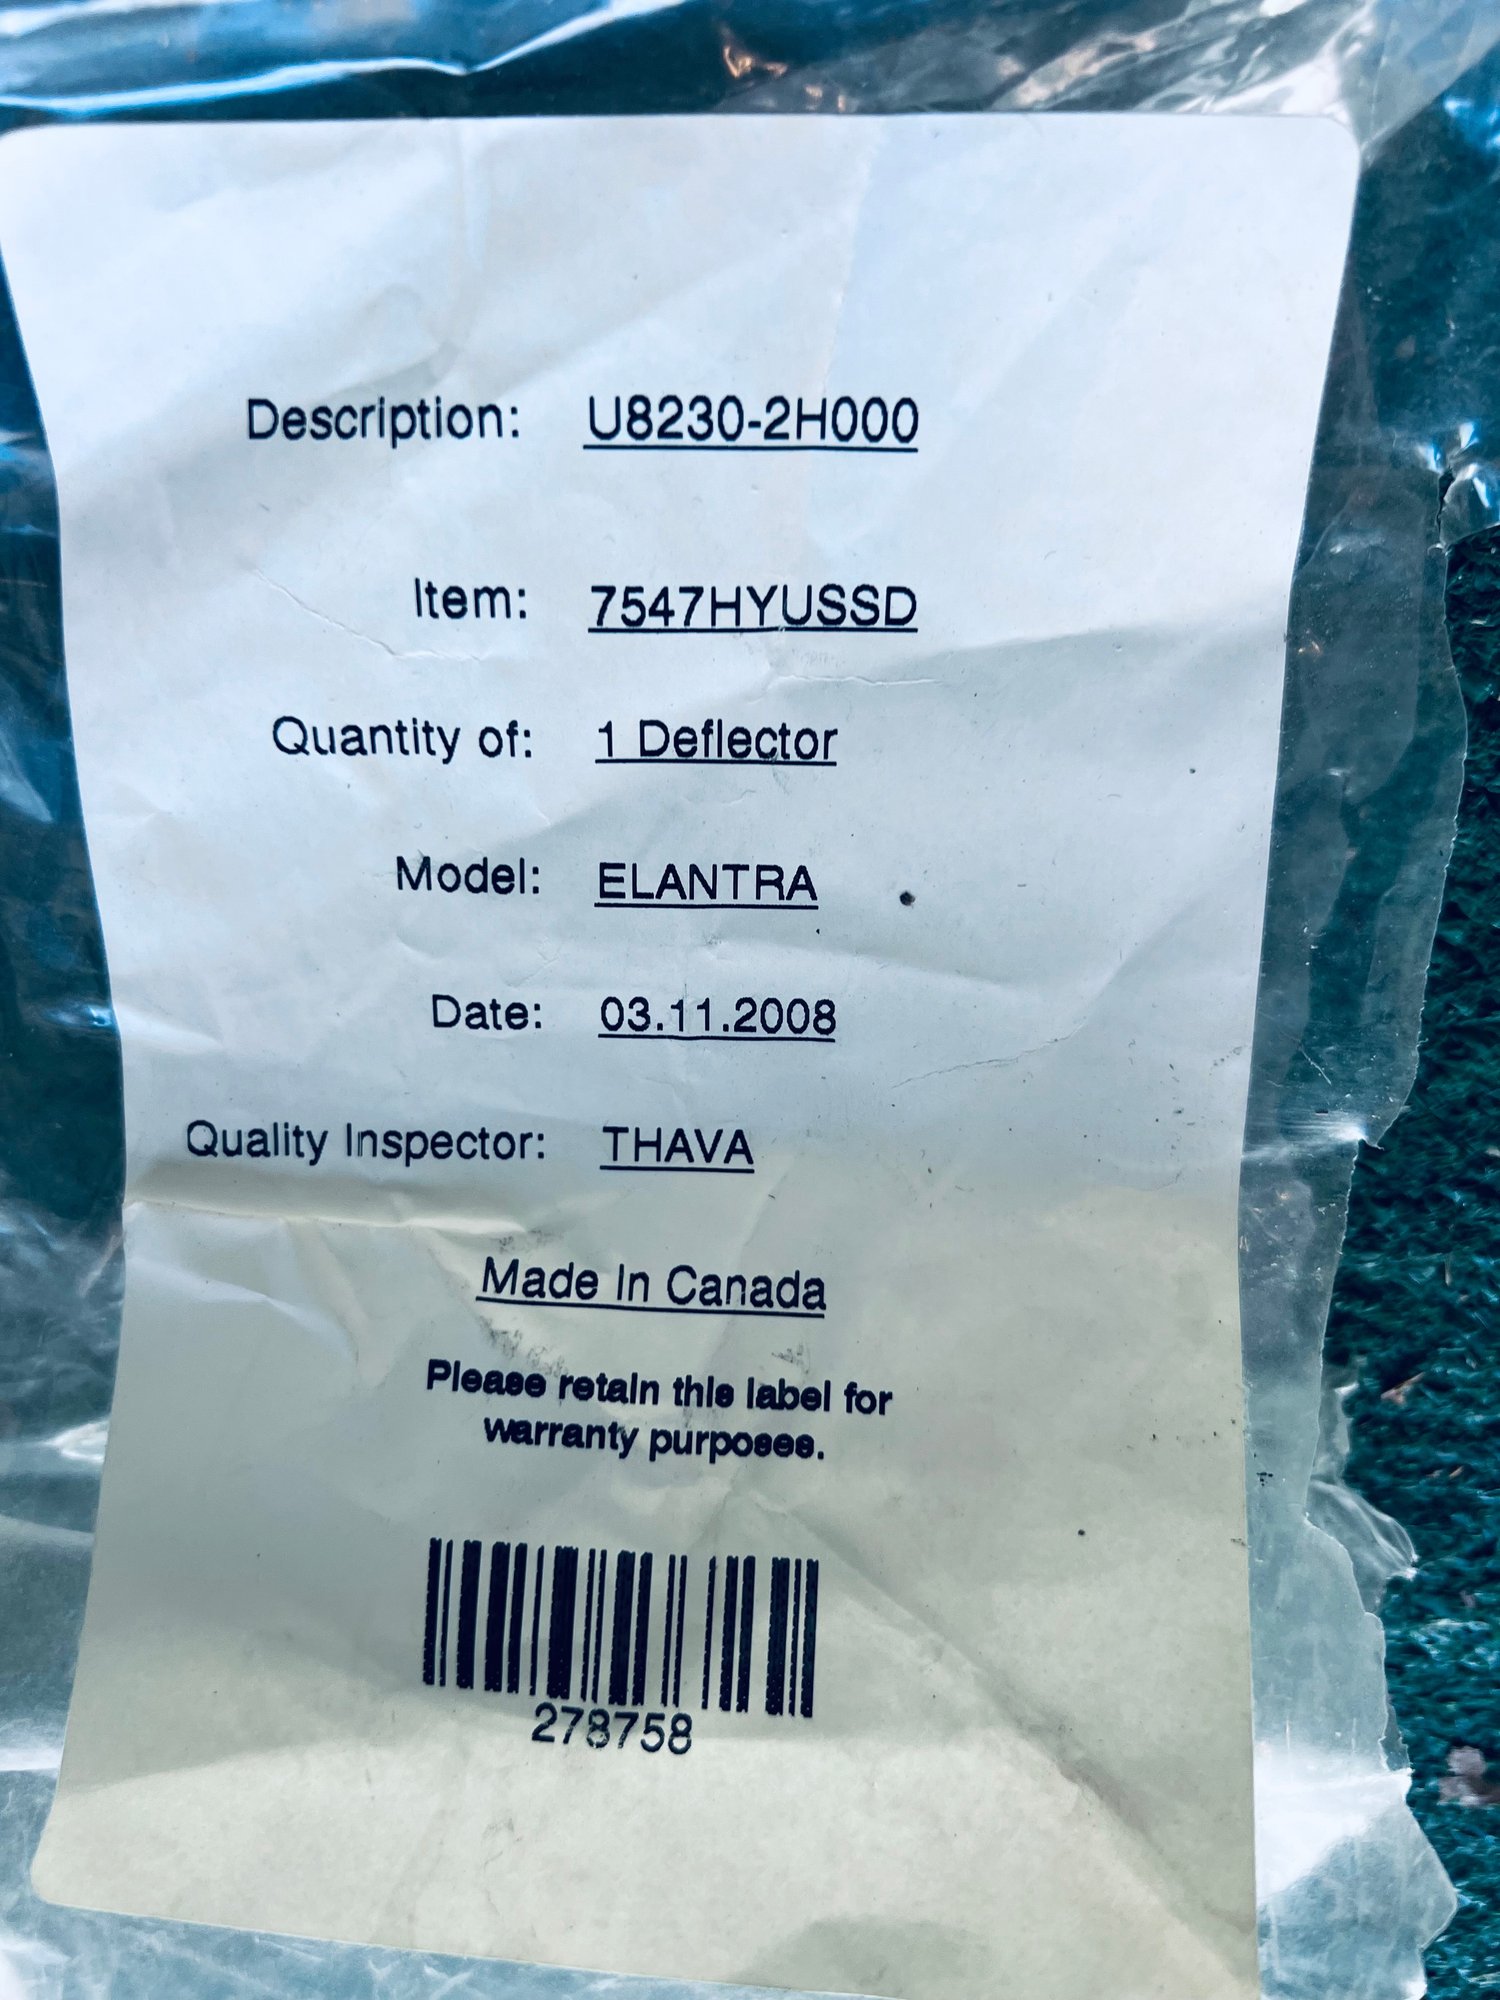 Description: U8230-2H000
Item: 7547HYUSSD
Quantity of: 1 Deflector
Model: ELANTRA
Date: 03.11.2008
Quality Inspector: THAVA
Made In Canada
Please retain this label for
warranty purposes.
278758